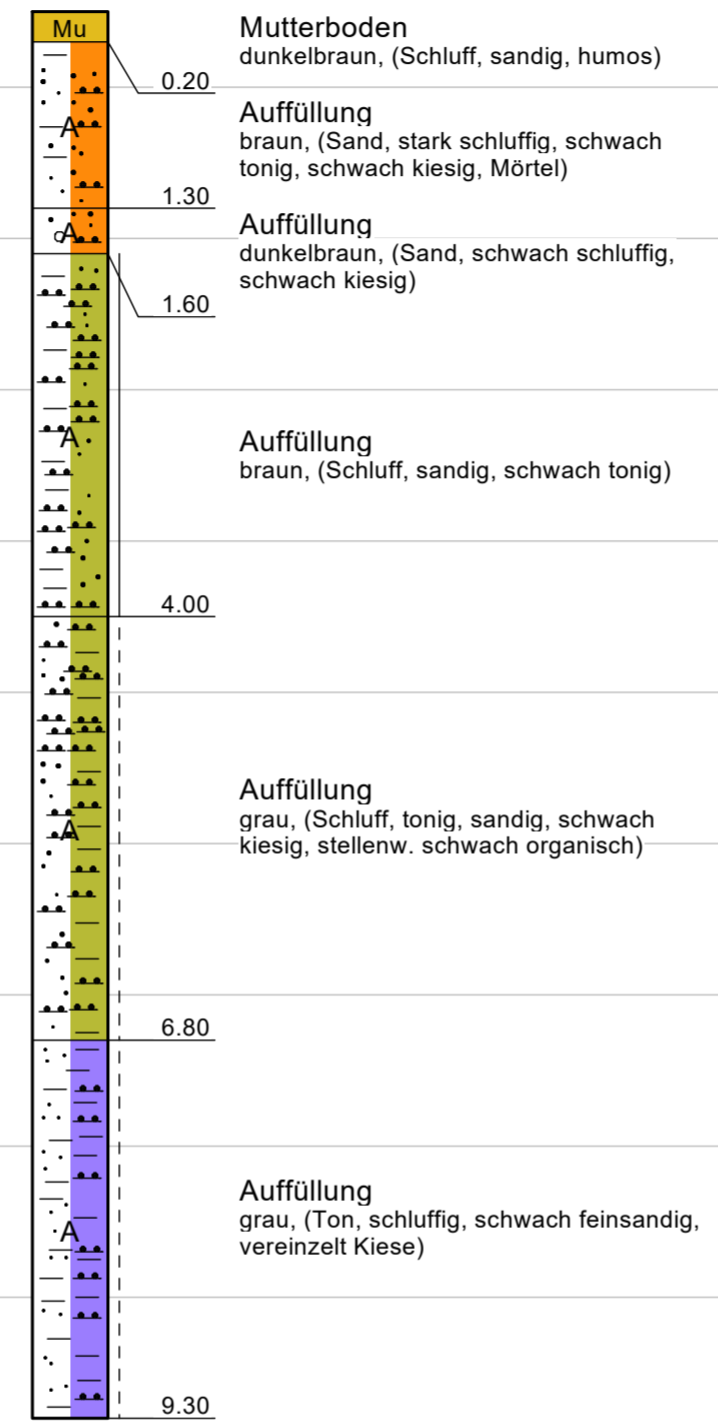 Mu
Mutterboden
dunkelbraun, (Schluff, sandig, humos)
0.20
Auffüllung
A
braun, (Sand, stark schluffig, schwach
tonig, schwach kiesig, Mörtel)
1.30
Auffüllung
A
dunkelbraun, (Sand, schwach schluffig,
schwach kiesig)
1.60
A
Auffüllung
braun, (Schluff, sandig, schwach tonig)
4.00
Auffüllung
A
grau, (Schluff, tonig, sandig, schwach
kiesig, stellenw. schwach organisch)
6.80
Auffüllung
A
grau, (Ton, schluffig, schwach feinsandig,
vereinzelt Kiese)
9.30